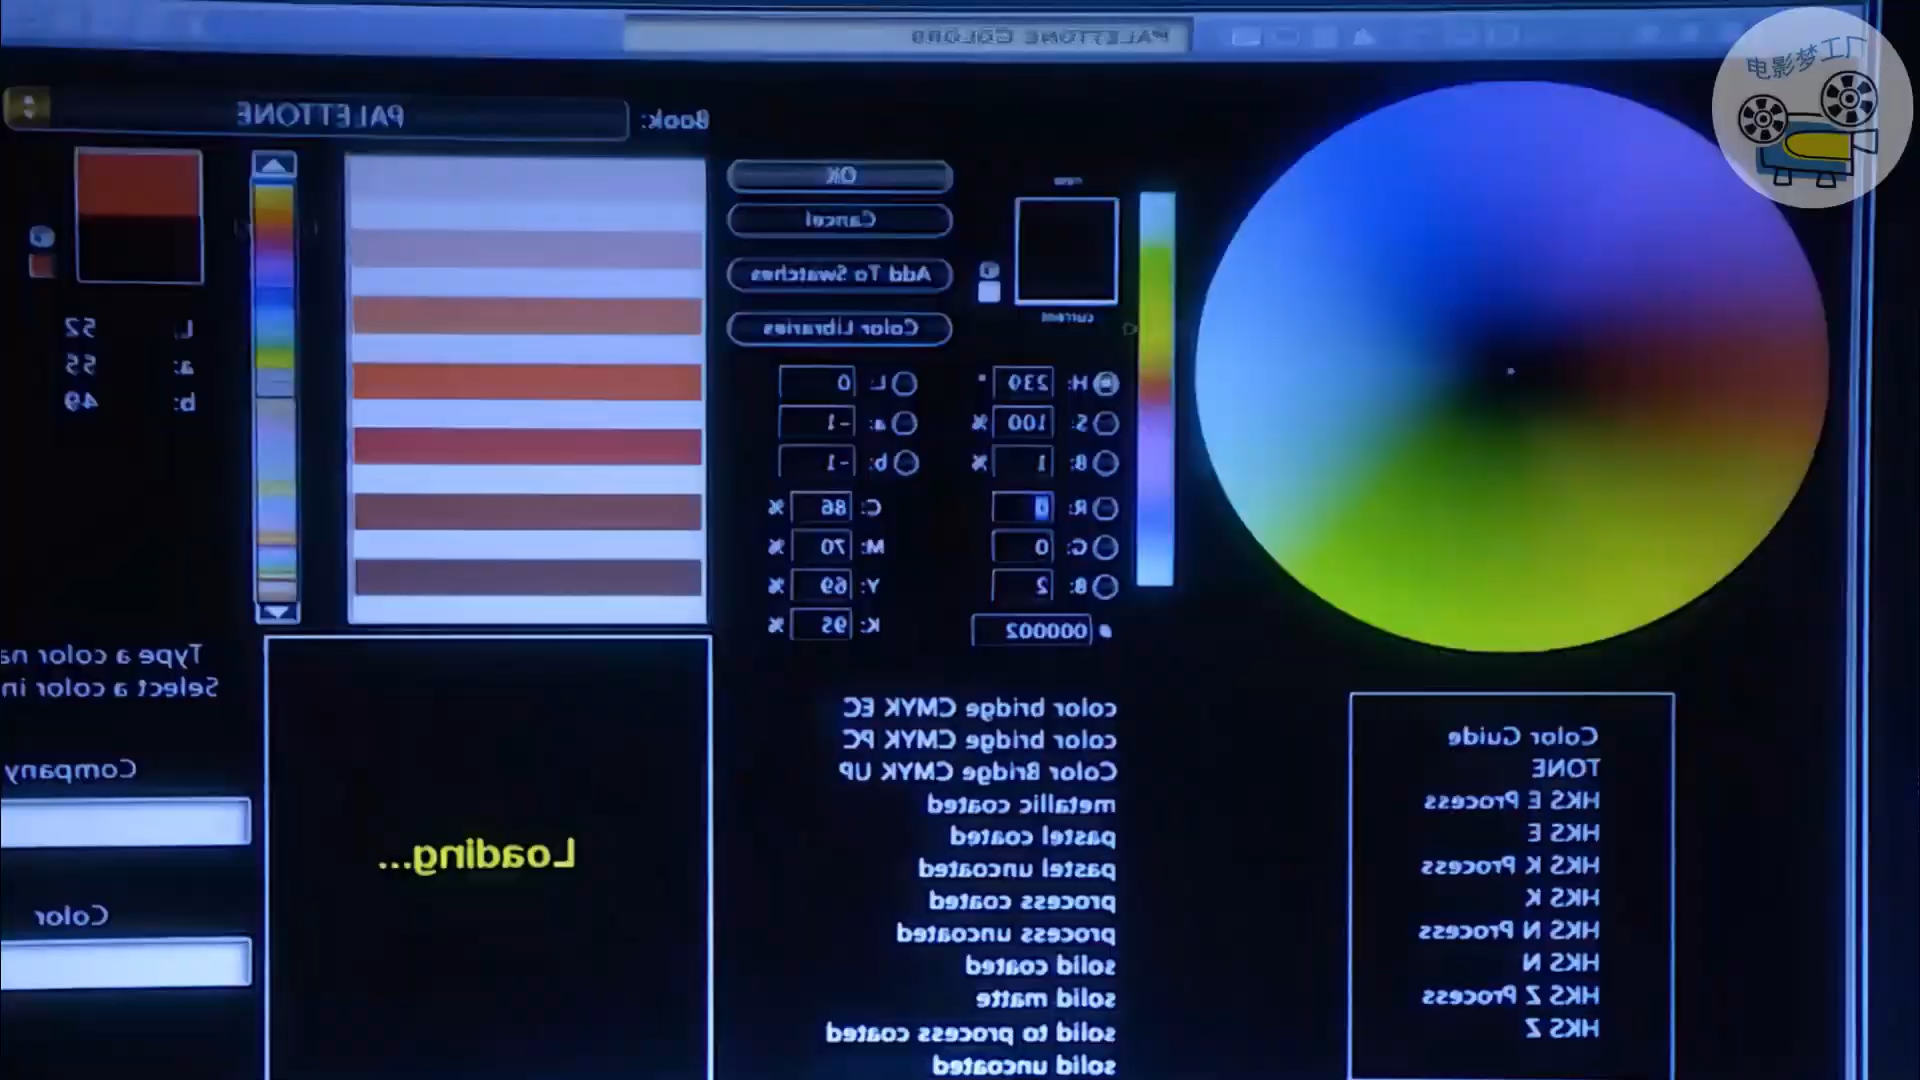 电影梦工厂
PALETTONE COLORS
Book: PALETTONE
new
current
OK
Cancel
Add To Swatches
Color Libraries
H: 239 °
S: 100 %
B: 1 %
R: 0
G: 0
B: 2
# 000002
L: 0
a: -1
b: -1
C: 86 %
M: 70 %
Y: 69 %
K: 95 %
L: 52
a: 55
b: 49
Color Guide
TONE
HKS E Process
HKS E
HKS K Process
HKS K
HKS N Process
HKS N
HKS Z Process
HKS Z
color bridge CMYK EC
color bridge CMYK PC
Color Bridge CMYK UP
metallic coated
pastel coated
pastel uncoated
process coated
process uncoated
solid coated
solid matte
solid to process coated
solid uncoated
Loading...
Type a color na
Select a color in
Company
Color